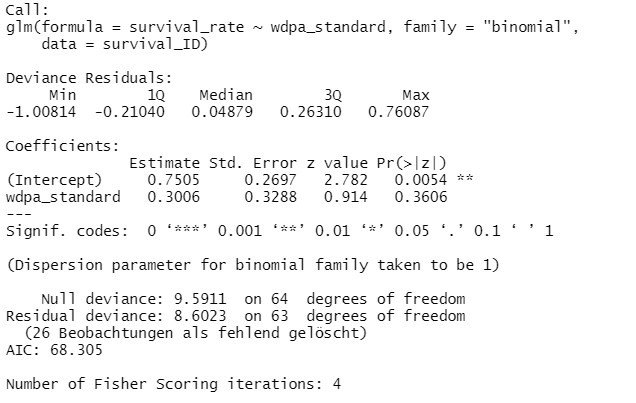 Call:
glm(formula = survival_rate ~ wdpa_standard, family = "binomial",
    data = survival_ID)

Deviance Residuals:
     Min        1Q    Median        3Q       Max
-1.00814  -0.21040   0.04879   0.26310   0.76087

Coefficients:
              Estimate Std. Error z value Pr(>|z|)
(Intercept)     0.7505     0.2697   2.782   0.0054 **
wdpa_standard   0.3006     0.3288   0.914   0.3606
---
Signif. codes:  0 ‘***’ 0.001 ‘**’ 0.01 ‘*’ 0.05 ‘.’ 0.1 ‘ ’ 1

(Dispersion parameter for binomial family taken to be 1)

    Null deviance: 9.5911  on 64  degrees of freedom
Residual deviance: 8.6023  on 63  degrees of freedom
  (26 Beobachtungen als fehlend gelöscht)
AIC: 68.305

Number of Fisher Scoring iterations: 4